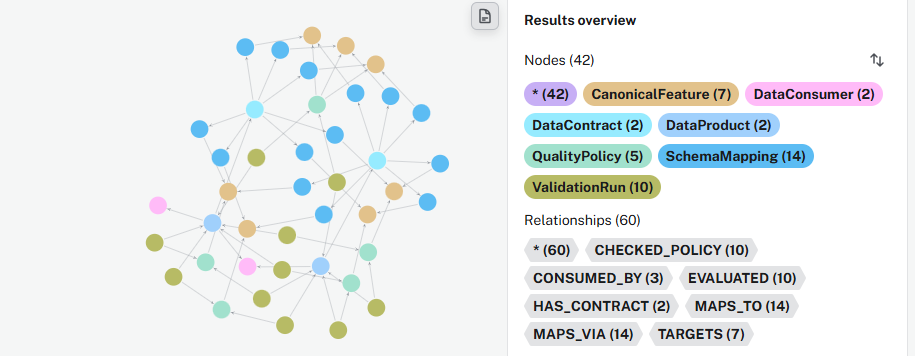 Results overview
Nodes (42)
* (42) CanonicalFeature (7) DataConsumer (2)
DataContract (2) DataProduct (2)
QualityPolicy (5) SchemaMapping (14)
ValidationRun (10)
Relationships (60)
* (60) CHECKED_POLICY (10)
CONSUMED_BY (3) EVALUATED (10)
HAS_CONTRACT (2) MAPS_TO (14)
MAPS_VIA (14) TARGETS (7)